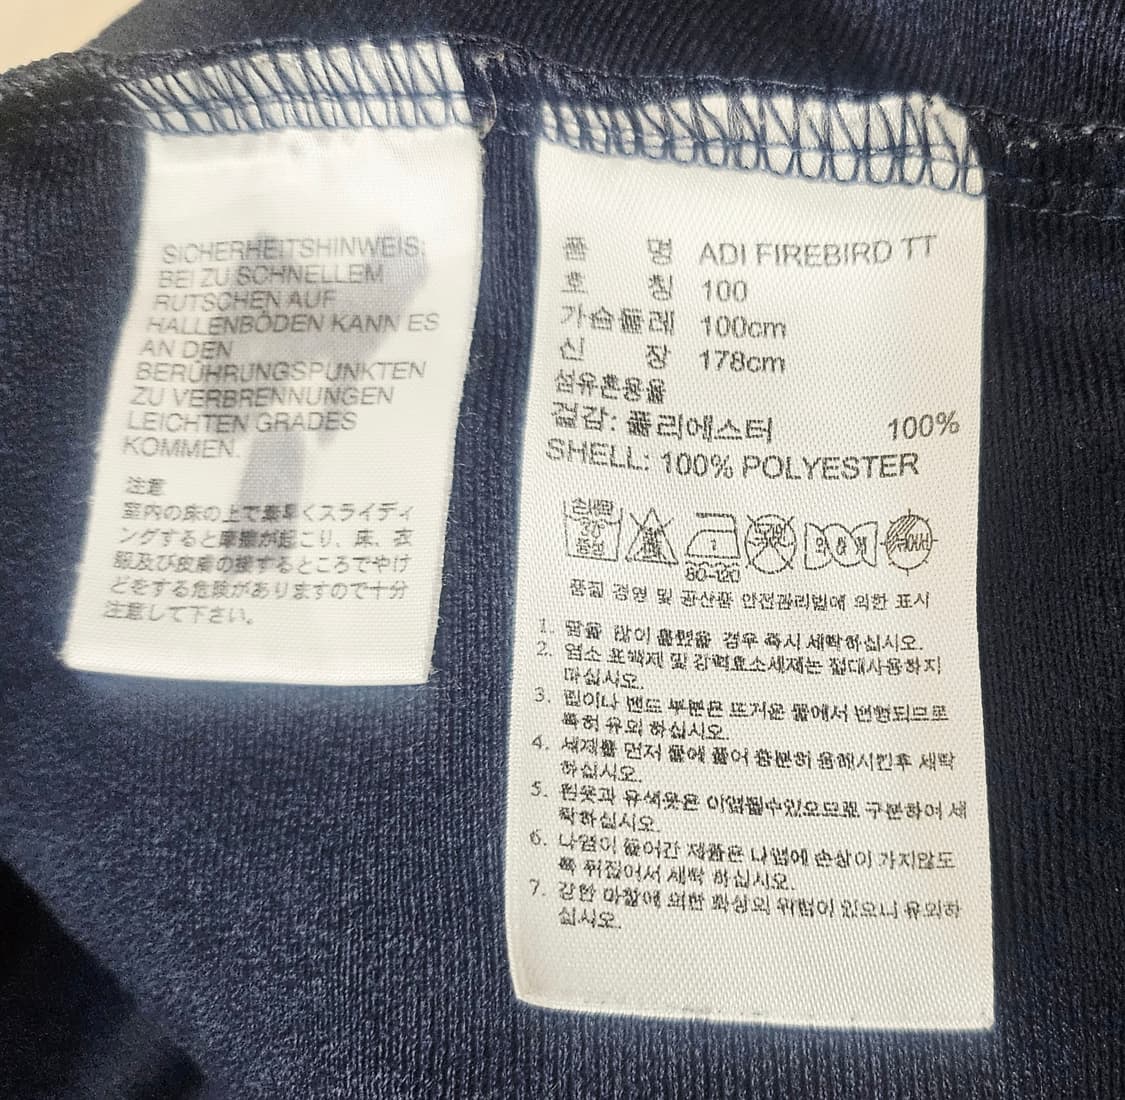 SICHERHEITSHINWEIS:
BEI ZU SCHNELLEM
RUTSCHEN AUF
HALLENBÖDEN KANN ES
AN DEN
BERÜHRUNGSPUNKTEN
ZU VERBRENNUNGEN
LEICHTEN GRADES
KOMMEN.
注意
室内の床の上で素早くスライディ
ングすると摩擦が起こり、床、衣
服及び皮膚の接するところでやけ
どをする危険がありますので十分
注意して下さい。
품 명 ADI FIREBIRD TT
호 칭 100
가슴둘레 100cm
신 장 178cm
섬유혼용율
겉감: 폴리에스터 100%
SHELL: 100% POLYESTER
손세탁
30°
중성
1
80-120
품질 경영 및 공산품 안전관리법에 의한 표시
1. 땀을 많이 흘렸을 경우 즉시 세탁하십시오.
2. 염소 표백제 및 강력효소세제는 절대사용하지
마십시오.
3. 밴드 부분은 뜨거운 물에서 변형되므로
특히 유의 하십시오.
4. 세제를 먼저 물에 풀어 충분히 용해시킨후 세탁
하십시오.
5. 흰옷과 유색옷은 이염될수있으므로 구분하여 세
탁하십시오.
6. 나염이 들어간 제품은 나염에 손상이 가지않도
록 뒤집어서 세탁 하십시오.
7. 강한 마찰에 의한 화상의 위험이 있으니 유의하
십시오.